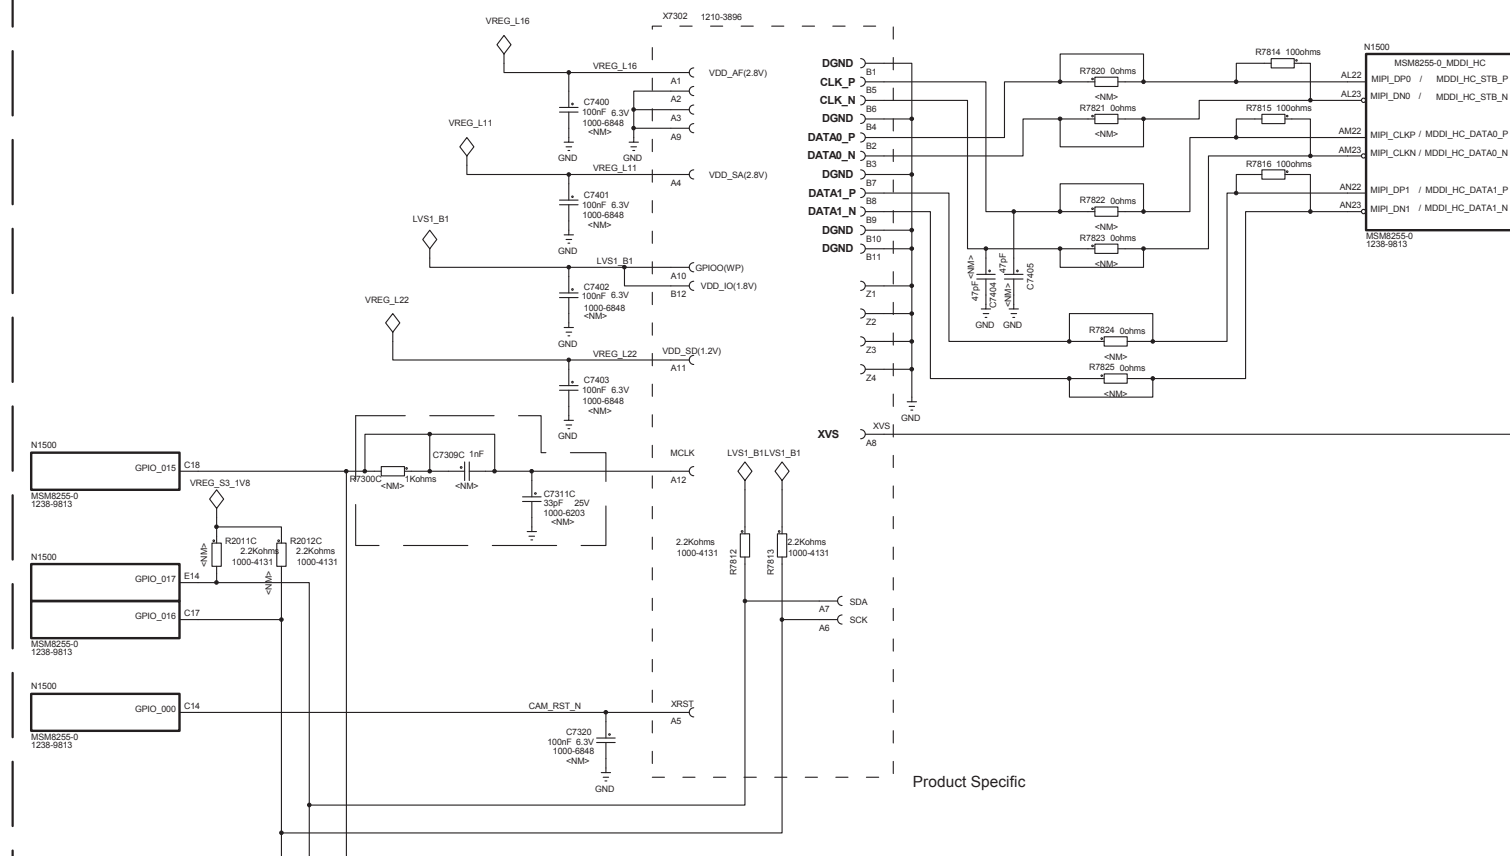 X7302 1210-3896
VREG_L16
VREG_L16
VDD_AF(2.8V)
A1
A2
A3
A9
C7400
100nF 6.3V
1000-6848
<NM>
GND
GND
VREG_L11
VREG_L11
VDD_SA(2.8V)
A4
C7401
100nF 6.3V
1000-6848
<NM>
GND
LVS1_B1
LVS1_B1
GPIOO(WP)
A10
VDD_IO(1.8V)
B12
C7402
100nF 6.3V
1000-6848
<NM>
GND
VREG_L22
VREG_L22
VDD_SD(1.2V)
A11
C7403
100nF 6.3V
1000-6848
<NM>
GND
DGND
B1
CLK_P
B5
CLK_N
B6
DGND
B4
DATA0_P
B2
DATA0_N
B3
DGND
B7
DATA1_P
B8
DATA1_N
B9
DGND
B10
DGND
B11
Z1
Z2
Z3
Z4
GND
XVS
XVS
A8
R7820 0ohms
<NM>
R7821 0ohms
<NM>
R7822 0ohms
<NM>
R7823 0ohms
<NM>
<NM>
47pF
C7404
GND
47pF
<NM>
C7405
GND
R7824 0ohms
<NM>
R7825 0ohms
<NM>
R7814 100ohms
R7815 100ohms
R7816 100ohms
N1500
MSM8255-0_MDDI_HC
AL22 MIPI_DP0 / MDDI_HC_STB_P
AL23 MIPI_DN0 / MDDI_HC_STB_N
AM22 MIPI_CLKP / MDDI_HC_DATA0_P
AM23 MIPI_CLKN / MDDI_HC_DATA0_N
AN22 MIPI_DP1 / MDDI_HC_DATA1_P
AN23 MIPI_DN1 / MDDI_HC_DATA1_N
MSM8255-0
1238-9813
N1500
GPIO_015 C18
MSM8255-0
1238-9813
R7300C 1Kohms
<NM>
C7309C 1nF
<NM>
C7311C
33pF 25V
1000-6203
<NM>
MCLK
A12
VREG_S3_1V8
R2011C
2.2Kohms
1000-4131
<NM>
R2012C
2.2Kohms
1000-4131
<NM>
N1500
GPIO_017 E14
GPIO_016 C17
MSM8255-0
1238-9813
LVS1_B1 LVS1_B1
2.2Kohms
1000-4131
R7812
2.2Kohms
1000-4131
R7813
SDA
A7
SCK
A6
N1500
GPIO_000 C14
MSM8255-0
1238-9813
CAM_RST_N
XRST
A5
C7320
100nF 6.3V
1000-6848
<NM>
GND
Product Specific